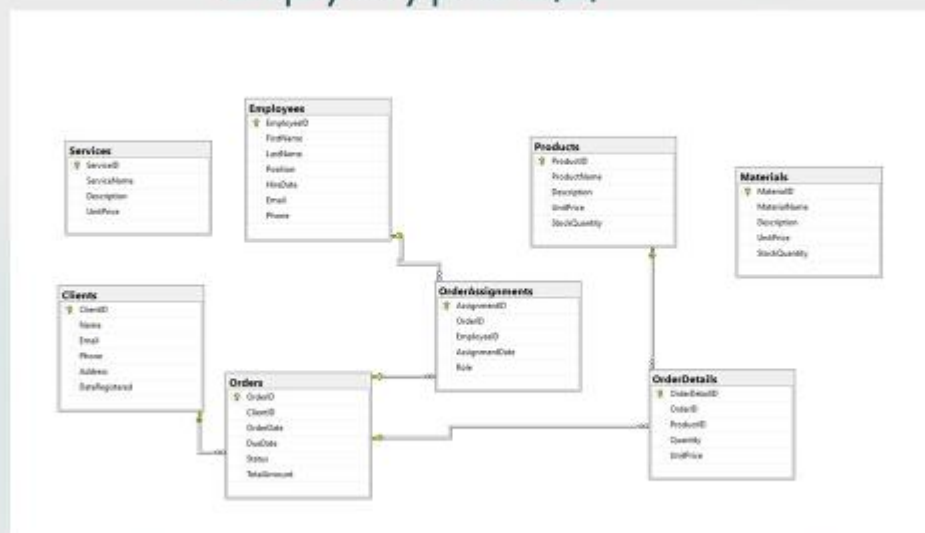 Employees
EmployeeID
FirstName
LastName
Position
HireDate
Email
Phone
Services
ServiceID
ServiceName
Description
UnitPrice
Products
ProductID
ProductName
Description
UnitPrice
StockQuantity
Materials
MaterialID
MaterialName
Description
UnitPrice
StockQuantity
Clients
ClientID
Name
Email
Phone
Address
DateRegistered
OrderAssignments
AssignmentID
OrderID
EmployeeID
AssignmentDate
Role
Orders
OrderID
ClientID
OrderDate
DueDate
Status
TotalAmount
OrderDetails
OrderDetailID
OrderID
ProductID
Quantity
UnitPrice